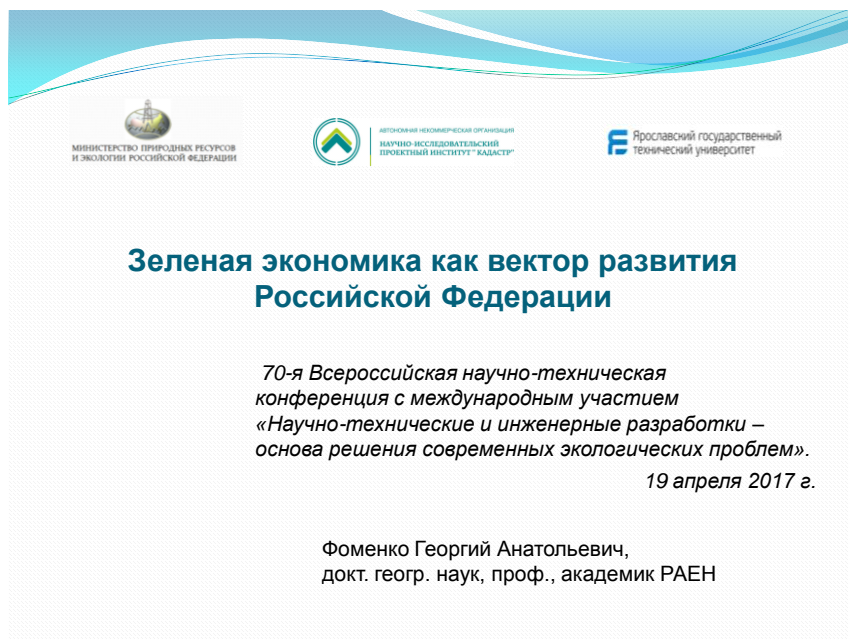 МИНИСТЕРСТВО ПРИРОДНЫХ РЕСУРСОВ
И ЭКОЛОГИИ РОССИЙСКОЙ ФЕДЕРАЦИИ
АВТОНОМНАЯ НЕКОММЕРЧЕСКАЯ ОРГАНИЗАЦИЯ
НАУЧНО-ИССЛЕДОВАТЕЛЬСКИЙ
ПРОЕКТНЫЙ ИНСТИТУТ "КАДАСТР"
Ярославский государственный
технический университет
Зеленая экономика как вектор развития
Российской Федерации
70-я Всероссийская научно-техническая
конференция с международным участием
«Научно-технические и инженерные разработки –
основа решения современных экологических проблем».
19 апреля 2017 г.
Фоменко Георгий Анатольевич,
докт. геогр. наук, проф., академик РАЕН